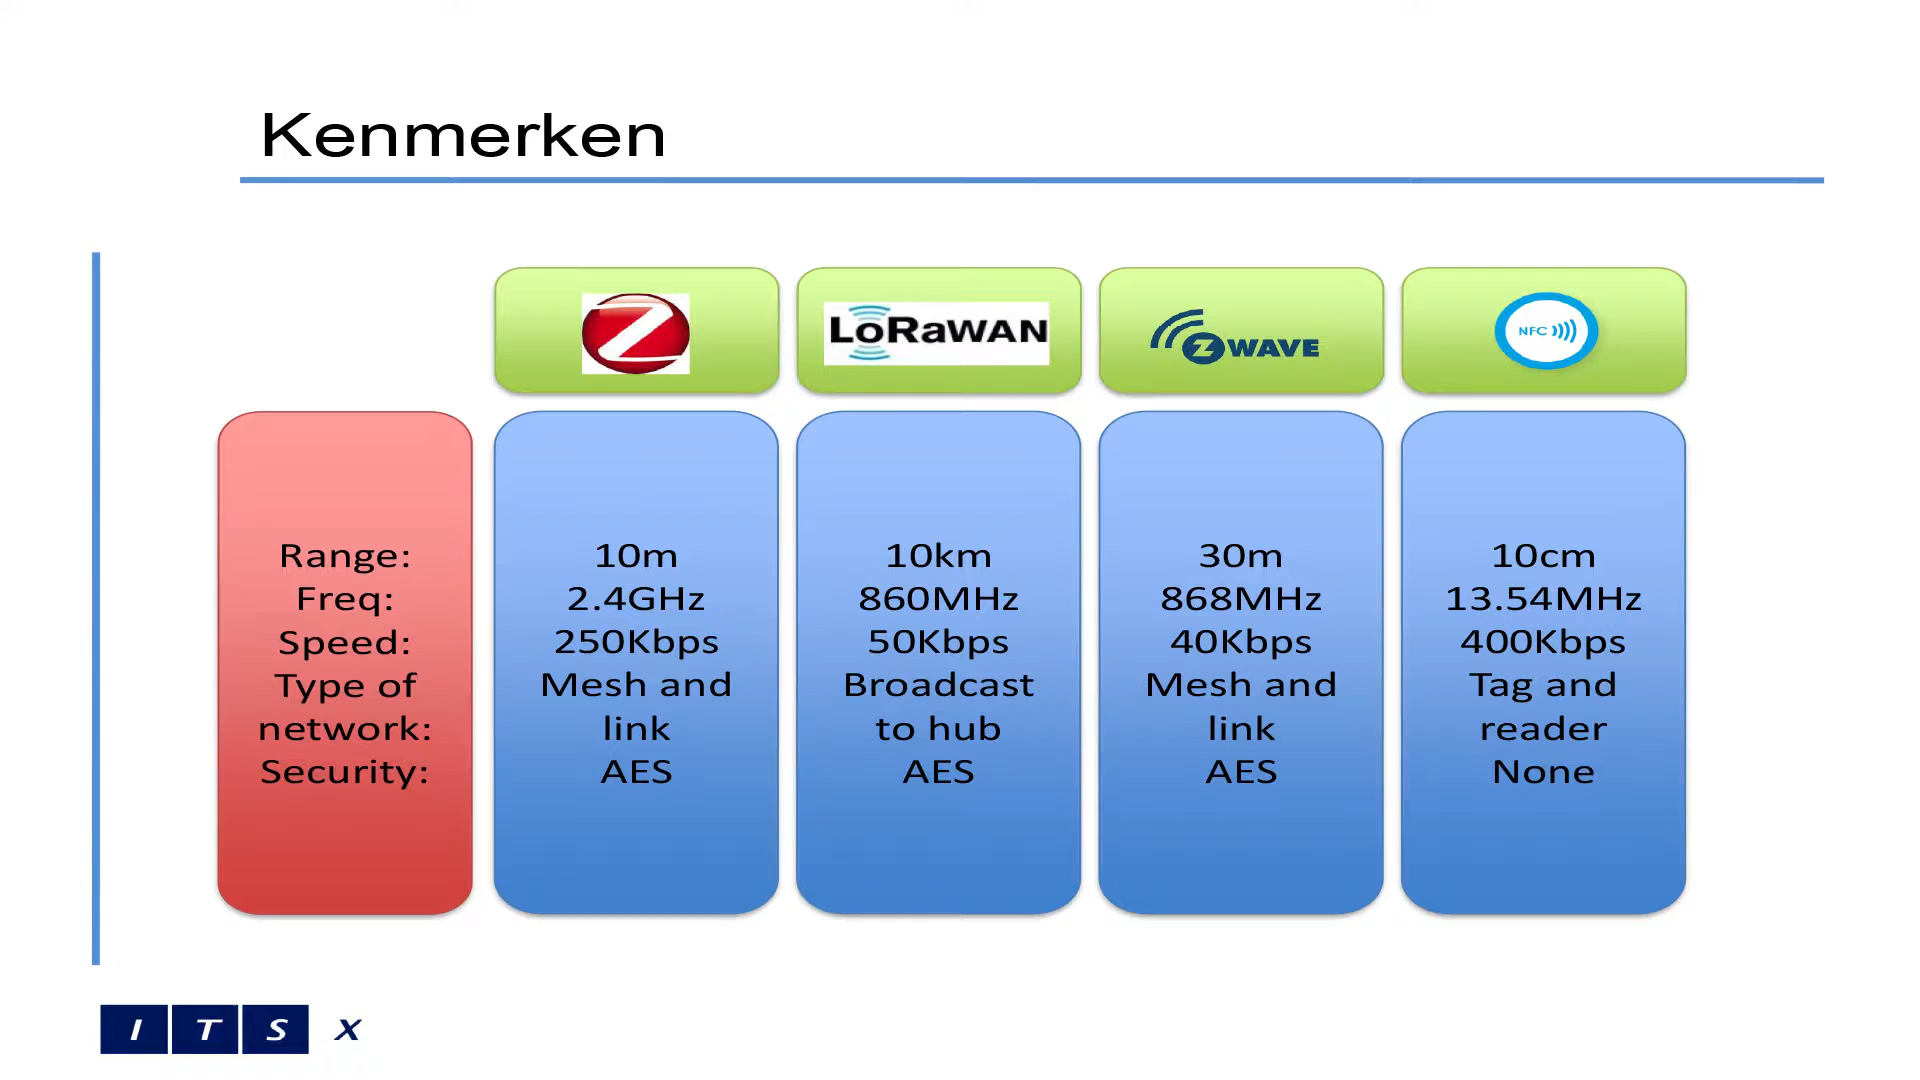 Kenmerken
Z
LoRaWAN
Z WAVE
NFC
Range:
Freq:
Speed:
Type of
network:
Security:
10m
2.4GHz
250Kbps
Mesh and
link
AES
10km
860MHz
50Kbps
Broadcast
to hub
AES
30m
868MHz
40Kbps
Mesh and
link
AES
10cm
13.54MHz
400Kbps
Tag and
reader
None
I T S X